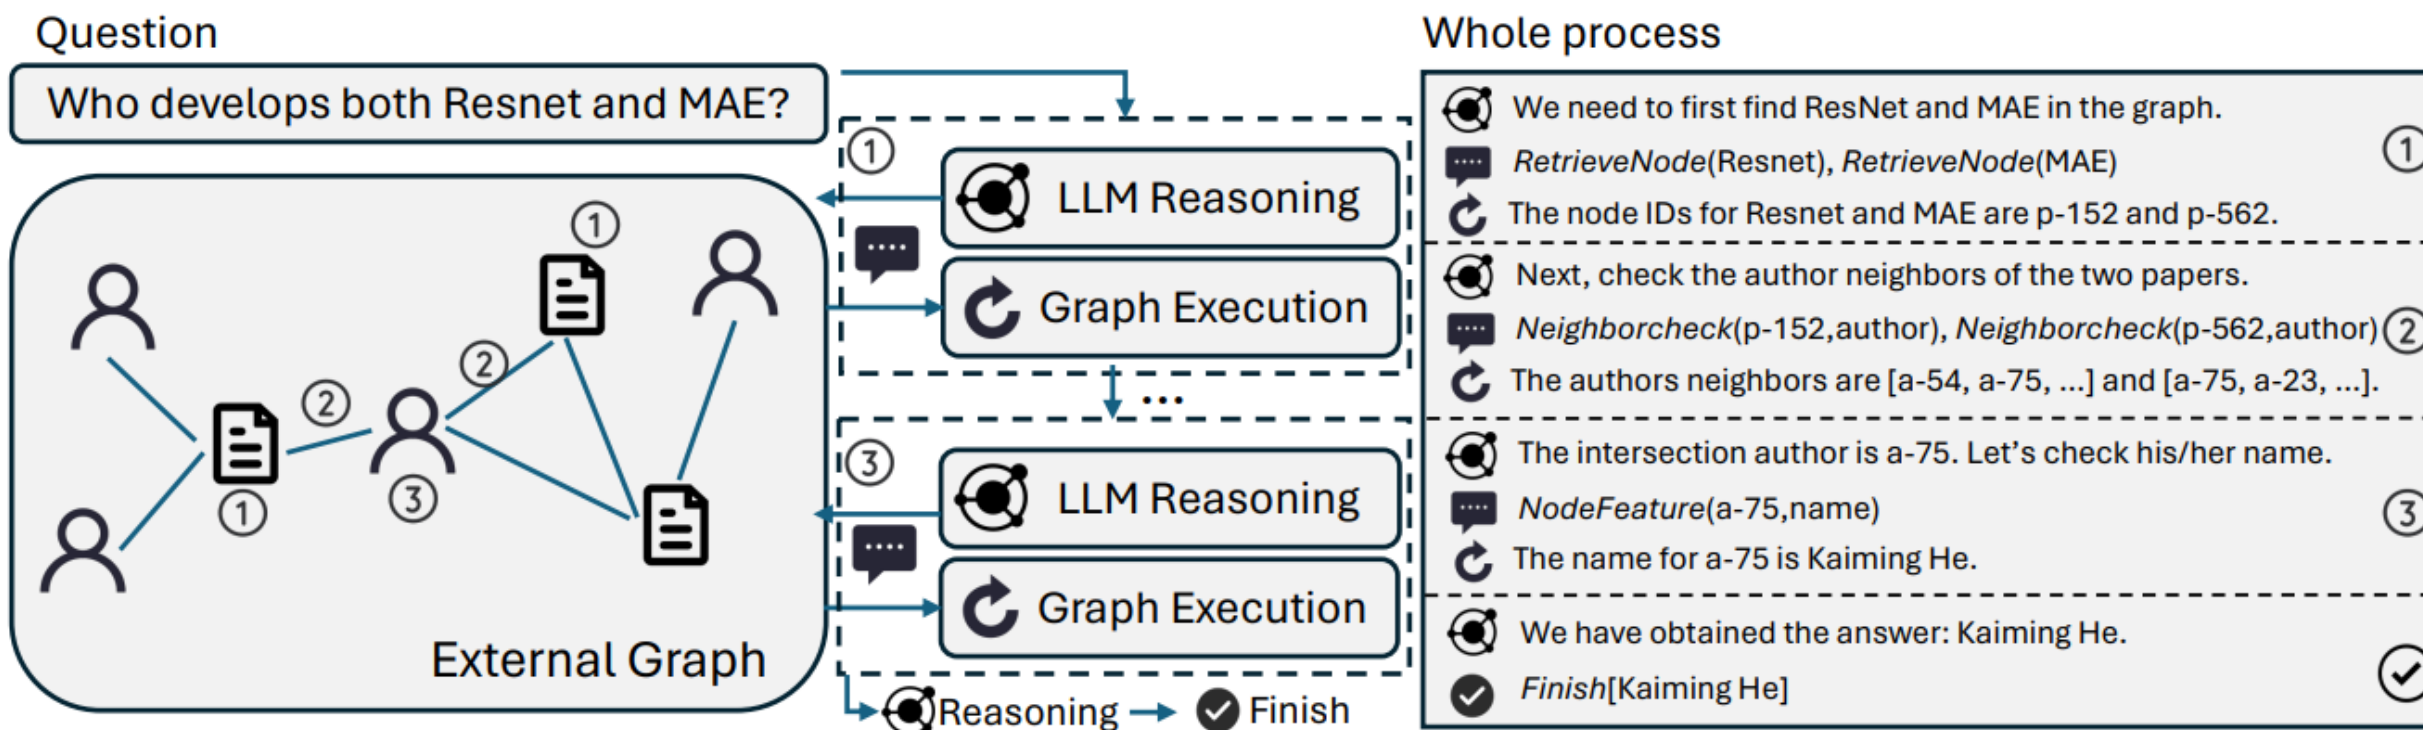 Question
Who develops both Resnet and MAE?
①
②
②
①
③
External Graph
①
LLM Reasoning
Graph Execution
...
③
LLM Reasoning
Graph Execution
Reasoning
Finish
Whole process
We need to first find ResNet and MAE in the graph.
RetrieveNode(Resnet), RetrieveNode(MAE)
①
The node IDs for Resnet and MAE are p-152 and p-562.
Next, check the author neighbors of the two papers.
Neighborcheck(p-152,author), Neighborcheck(p-562,author)
②
The authors neighbors are [a-54, a-75, ...] and [a-75, a-23, ...].
The intersection author is a-75. Let's check his/her name.
NodeFeature(a-75,name)
③
The name for a-75 is Kaiming He.
We have obtained the answer: Kaiming He.
Finish[Kaiming He]